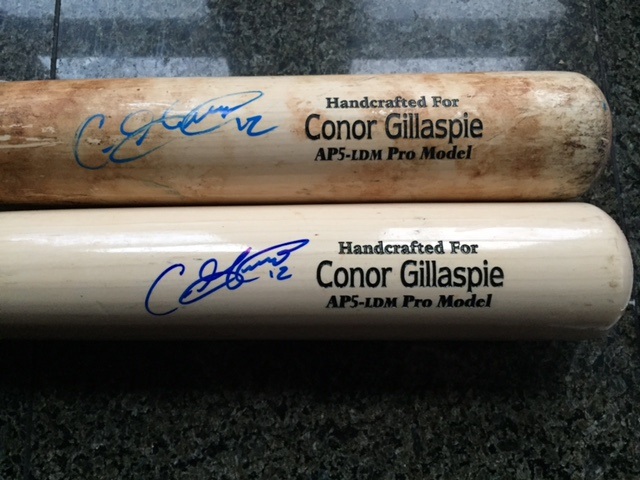 Handcrafted For
Conor Gillaspie
AP5-LDM Pro Model
12
Handcrafted For
Conor Gillaspie
AP5-LDM Pro Model
12